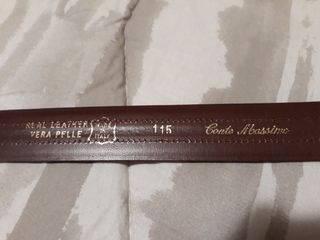 REAL LEATHER
VERA PELLE
115
Conte Massimo